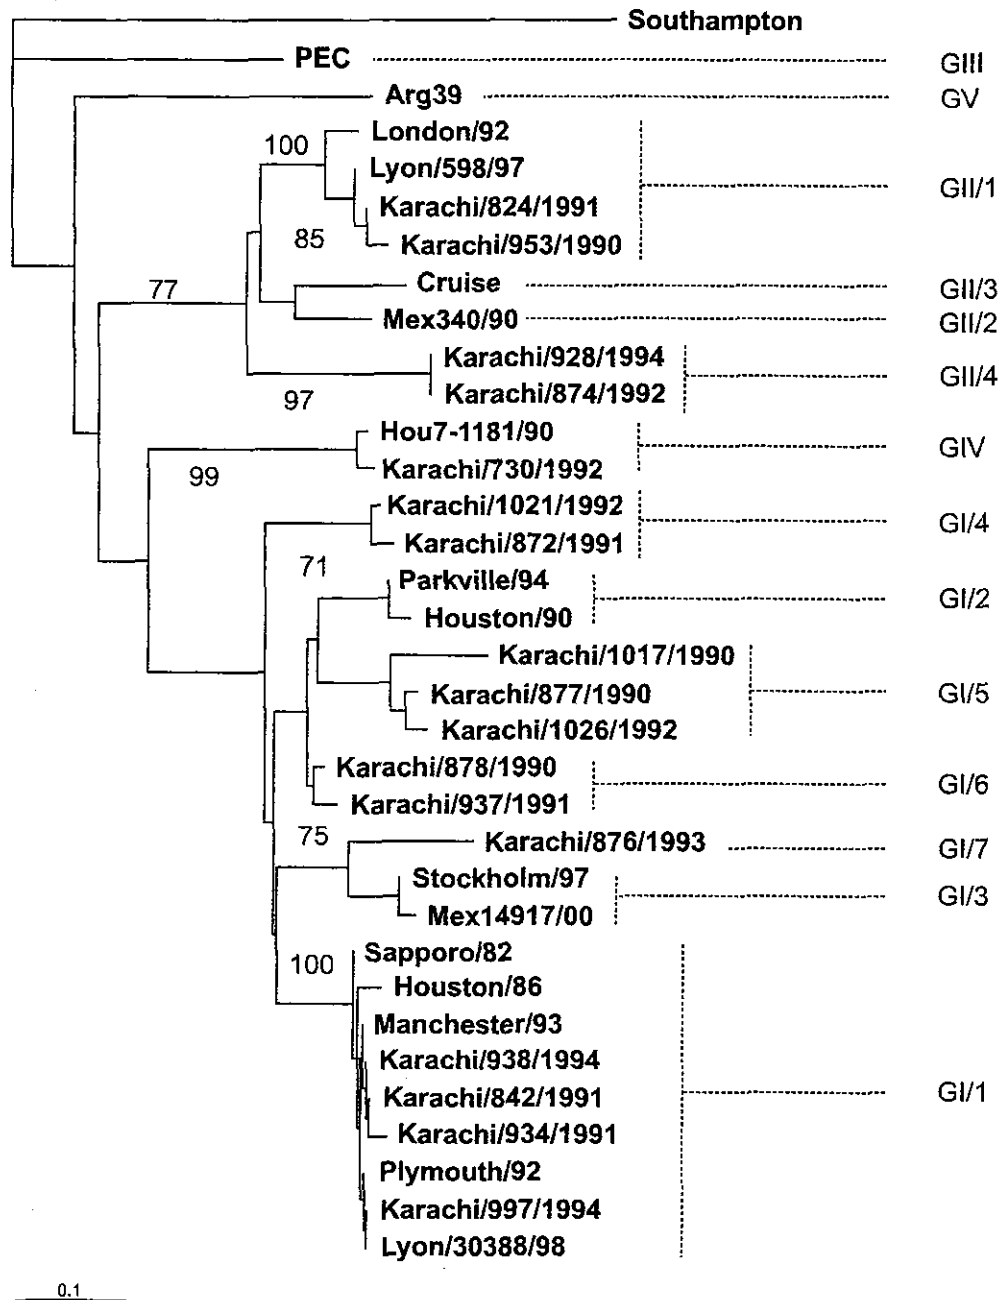 Southampton
PEC GIII
Arg39 GV
London/92
100
Lyon/598/97
GII/1
Karachi/824/1991
85
Karachi/953/1990
Cruise GII/3
77
Mex340/90 GII/2
Karachi/928/1994
GII/4
Karachi/874/1992
97
Hou7-1181/90
GIV
Karachi/730/1992
99
Karachi/1021/1992
GI/4
Karachi/872/1991
71
Parkville/94
GI/2
Houston/90
Karachi/1017/1990
Karachi/877/1990 GI/5
Karachi/1026/1992
Karachi/878/1990
GI/6
Karachi/937/1991
75
Karachi/876/1993 GI/7
Stockholm/97
GI/3
Mex14917/00
Sapporo/82
100
Houston/86
Manchester/93
Karachi/938/1994
Karachi/842/1991 GI/1
Karachi/934/1991
Plymouth/92
Karachi/997/1994
Lyon/30388/98
0.1